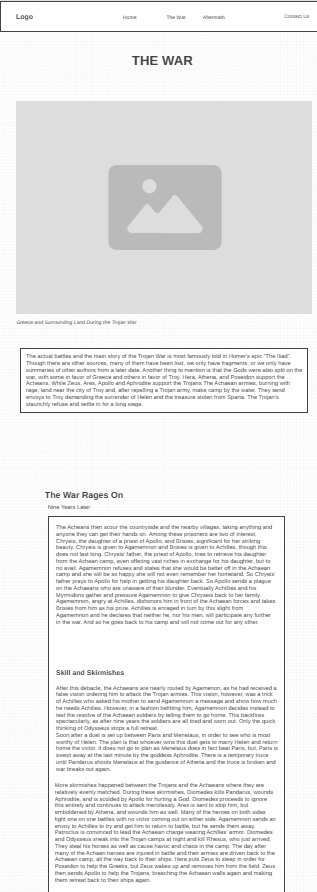 Logo
Home
The War
Aftermath
Contact Us
THE WAR
Greece and Surrounding Land During the Trojan War
The actual battles and the main story of the Trojan War is most famously told in Homer's epic "The Iliad".
Though there are other sources, many of them have been lost, we only have fragments, or we only have
summaries of other authors from a later date. Another thing to mention is that the Gods were also split on the
war, with some in favor of Greece and others in favor of Troy. Hera, Athena, and Poseidon support the
Acheans, While Zeus, Ares, Apollo and Aphrodite support the Trojans The Achaean armies, burning with
rage, land near the city of Troy and, after repelling a Trojan army, make camp by the water. They send
envoys to Troy demanding the surrender of Helen and the treasure stolen from Sparta. The Trojan's
staunchly refuse and settle in for a long siege.
The War Rages On
Nine Years Later
The Acheans then scour the countryside and the nearby villages, taking anything and
anyone they can get their hands on. Among these prisoners are two of interest,
Chryeis, the daughter of a priest of Apollo, and Briseis, significant for her striking
beauty. Chryeis is given to Agamemnon and Briseis is given to Achilles, though this
does not last long. Chryeis' father, the priest of Apollo, tries to retrieve his daughter
from the Achean camp, even offering vast riches in exchange for his daughter, but to
no avail. Agamemnon refuses and states that she would be better off in the Achaean
camp and she will be so happy she will not even remember her homeland. So Chryeis'
father prays to Apollo for help in getting his daughter back. So Apollo sends a plague
on the Achaeans who are unaware of their blunder. Eventually Achilles and his
Myrmidons gather and pressure Agamemnon to give Chryseis back to her family.
Agamemnon, angry at Achilles, dishonors him in front of the Achaean forces and takes
Briseis from him as his prize. Achilles is enraged in turn by this slight from
Agamemnon and he declares that neither he, nor his men, will participate any further
in the war. And so he goes back to his camp and will not come out for any other.
Skill and Skirmishes
After this debacle, the Achaeans are nearly routed by Agamemon, as he had received a
false vision ordering him to attack the Trojan armies. This vision, however, was a trick
of Achilles who asked his mother to send Agamemnon a message and show how much
he needs Achilles. However, in a fashion befitting him, Agamemnon decides instead to
test the resolve of the Achaean soldiers by telling them to go home. This backfires
spectacularly, as after nine years the soldiers are all tired and worn out. Only the quick
thinking of Odysseus stops a full retreat.
Soon after a duel is set up between Paris and Menelaus, in order to see who is most
worthy of Helen. The plan is that whoever wins this duel gets to marry Helen and return
home the victor. It does not go to plan as Menelaus does in fact beat Paris, but, Paris is
swept away at the last minute by the goddess Aphrodite. There is a temporary truce
until Pandarus shoots Menelaus at the guidance of Athena and the truce is broken and
war breaks out again.
More skirmishes happened between the Trojans and the Achaeans where they are
relatively evenly matched. During these skirmishes, Diomedes kills Pandarus, wounds
Aphrodite, and is scolded by Apollo for hurting a God. Diomedes proceeds to ignore
this entirely and continues to attack mercilessly. Ares is sent to stop him, but
emboldened by Athena, and wounds him as well. Many of the heroes on both sides
fight one on one battles with no victor coming out on either side. Agamemnon sends an
envoy to Achilles to try and get him to return to battle, but he sends them away.
Patroclus is convinced to lead the Achaean charge wearing Achilles' armor. Diomedes
and Odysseus sneak into the Trojan camps at night and kill Rhesus, who just arrived.
They steal his horses as well as cause havoc and chaos in the camp. The day after
many of the Achaen heroes are injured in battle and their armies are driven back to the
Achaean camp, all the way back to their ships. Hera puts Zeus to sleep in order for
Poseidon to help the Greeks, but Zeus wakes up and removes him from the field. Zeus
then sends Apollo to help the Trojans, breaching the Achaean walls again and making
them retreat back to their ships again.